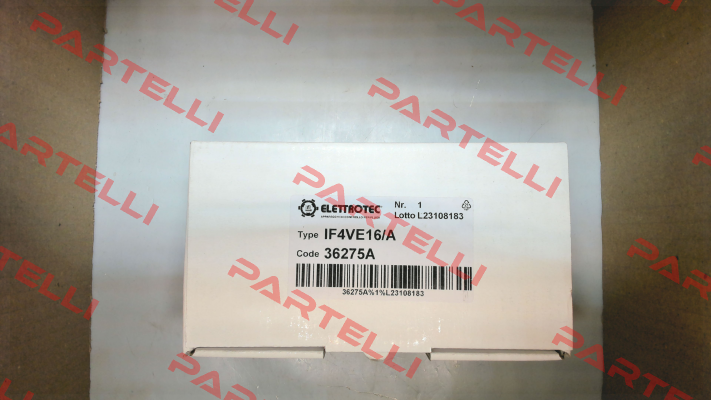 ELETTROTEC
Nr. 1
Lotto L23108183
Type IF4VE16/A
Code 36275A
36275A%1%L23108183
PARTELLI
PARTELLI
PARTELLI
PARTELLI
PARTELLI
PARTELLI
PARTELLI
PARTELLI
PARTELLI